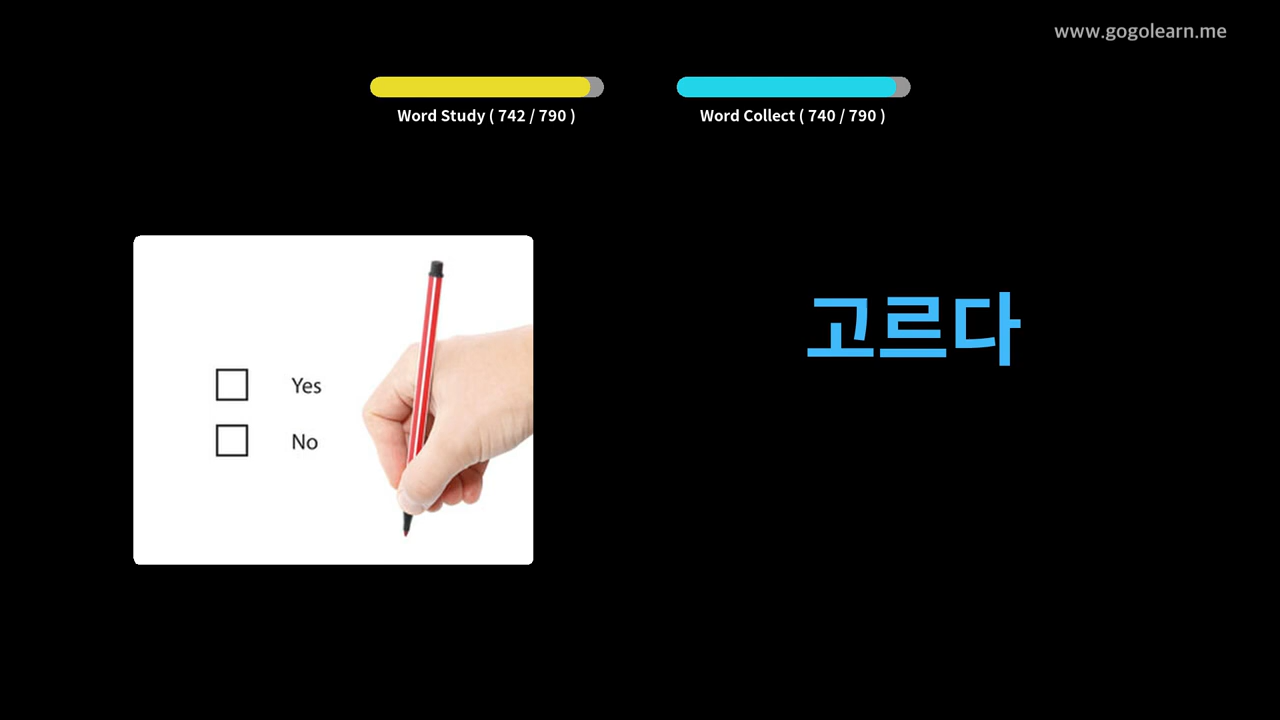 www.gogolearn.me
Word Study ( 742 / 790 )
Word Collect ( 740 / 790 )
고르다
Yes
No